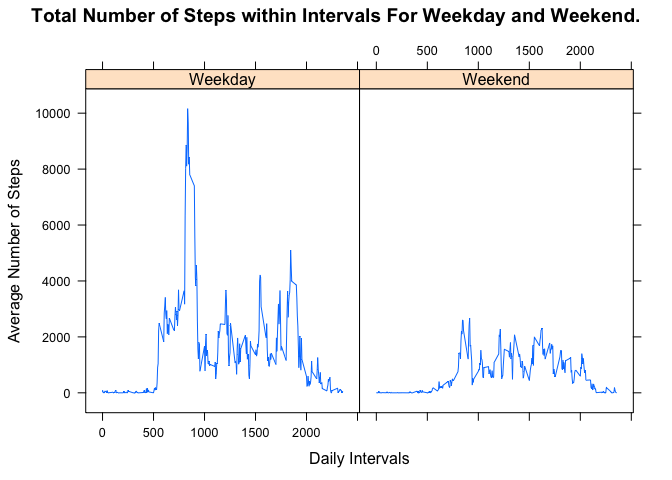 Total Number of Steps within Intervals For Weekday and Weekend.
0 500 1000 1500 2000
Weekday Weekend
10000
8000
6000
4000
2000
0
Average Number of Steps
0 500 1000 1500 2000
Daily Intervals